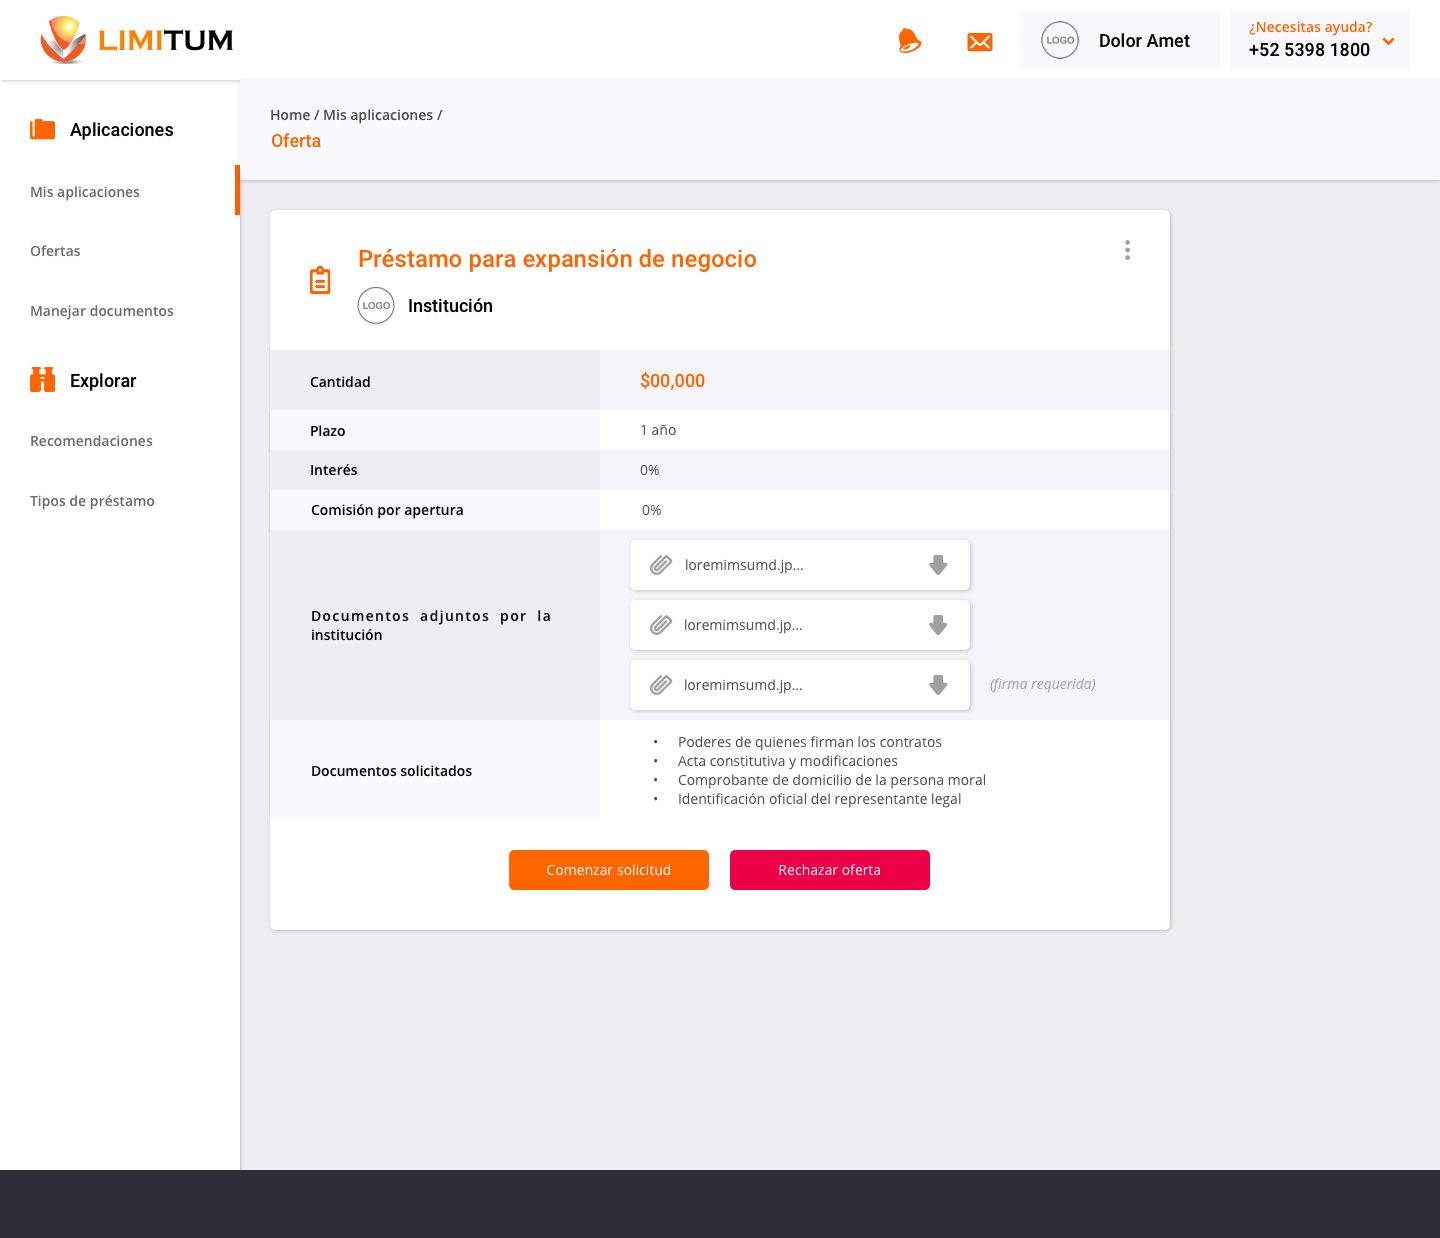 LIMITUM
LOGO
Dolor Amet
¿Necesitas ayuda?
+52 5398 1800
Aplicaciones
Mis aplicaciones
Ofertas
Manejar documentos
Explorar
Recomendaciones
Tipos de préstamo
Home / Mis aplicaciones /
Oferta
Préstamo para expansión de negocio
LOGO
Institución
Cantidad
$00,000
Plazo
1 año
Interés
0%
Comisión por apertura
0%
Documentos adjuntos por la
institución
loremimsumd.jp...
loremimsumd.jp...
loremimsumd.jp...
(firma requerida)
Documentos solicitados
• Poderes de quienes firman los contratos
• Acta constitutiva y modificaciones
• Comprobante de domicilio de la persona moral
• Identificación oficial del representante legal
Comenzar solicitud
Rechazar oferta